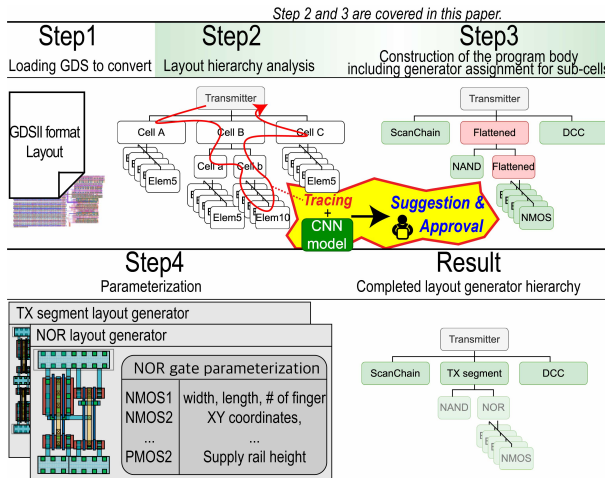 Step 2 and 3 are covered in this paper.
Step1
Loading GDS to convert
Step2
Layout hierarchy analysis
Step3
Construction of the program body
including generator assignment for sub-cells
GDSII format
Layout
Transmitter
Cell A
Cell B
Cell C
Cell a
Cell b
Elem5
Elem5
Elem10
Elem5
Tracing
+
CNN
model
Suggestion &
Approval
Transmitter
ScanChain
Flattened
DCC
NAND
Flattened
NMOS
Step4
Parameterization
TX segment layout generator
NOR layout generator
NOR gate parameterization
NMOS1 width, length, # of finger
NMOS2 XY coordinates,
... ...
PMOS2 Supply rail height
Result
Completed layout generator hierarchy
Transmitter
ScanChain
TX segment
DCC
NAND
NOR
NMOS